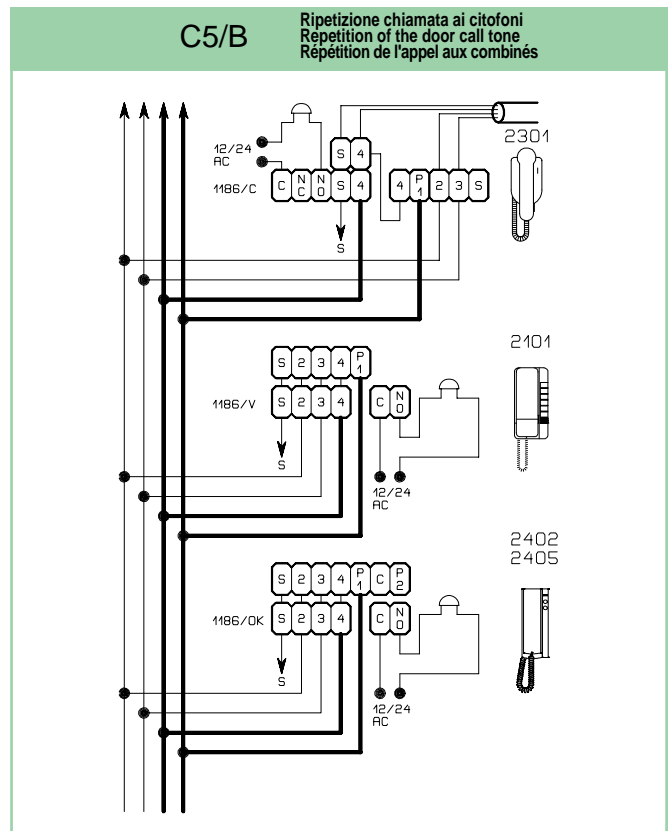 C5/B
Ripetizione chiamata ai citofoni
Repetition of the door call tone
Répétition de l'appel aux combinés
2301
12/24
AC
S 4
1186/C
C NC NO S 4
4 P1 2 3 S
S
2101
S 2 3 4 P1
1186/V
S 2 3 4
C NO
S
12/24
AC
2402
2405
S 2 3 4 P1 C P2
1186/OK
S 2 3 4
C NO
S
12/24
AC